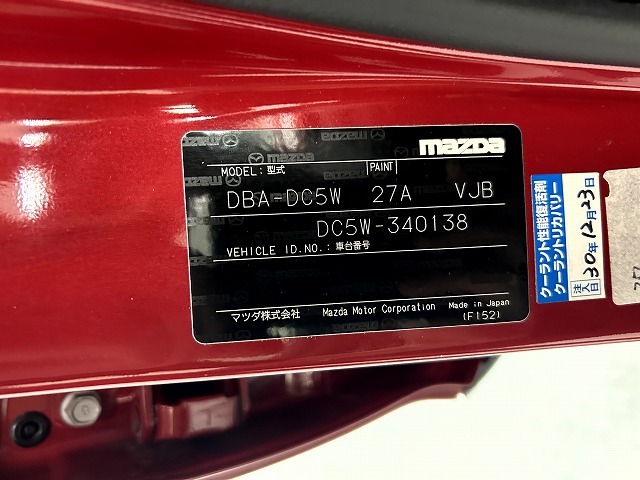 mazda
MODEL:型式 PAINT
DBA-DC5W 27A VJB
DC5W-340138
VEHICLE ID.NO.:車台番号
マツダ株式会社 Mazda Motor Corporation Made in Japan
(F152)
クーラント性能復活剤
クーラントリカバリー
注入日 30年12月23日